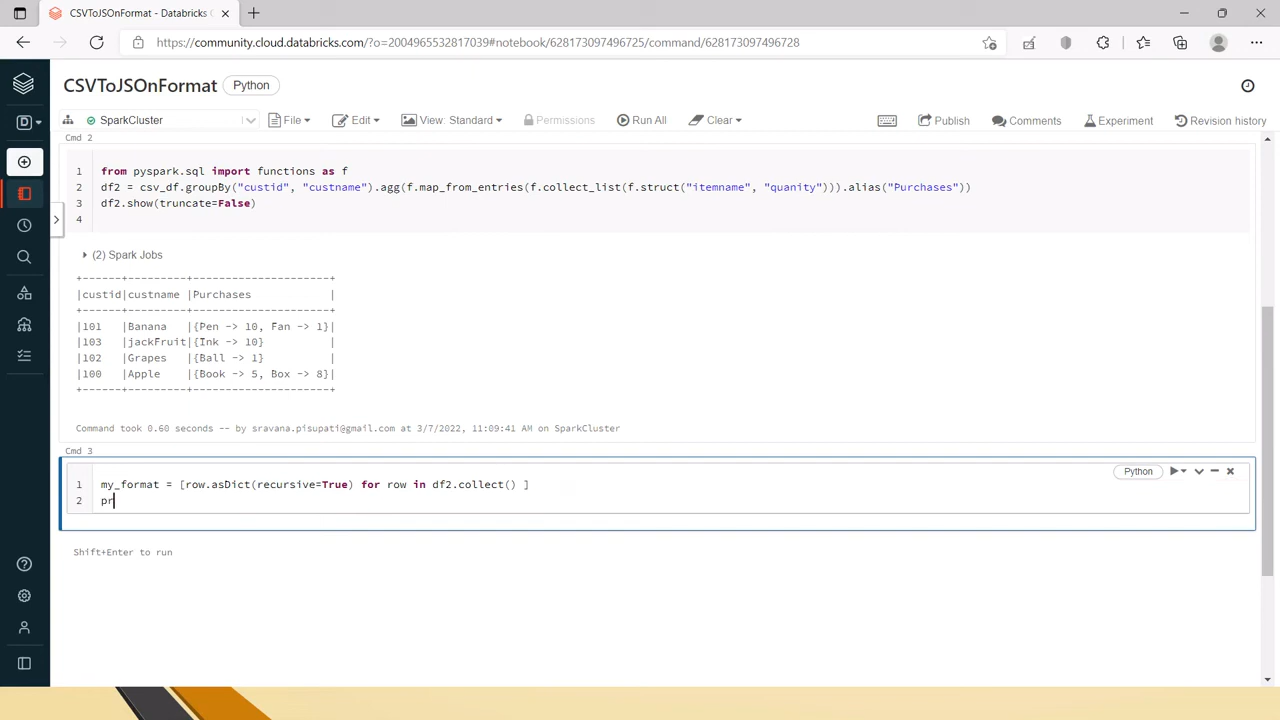 CSVToJSOnFormat - Databricks C
https://community.cloud.databricks.com/?o=2004965532817039#notebook/628173097496725/command/628173097496728
CSVToJSOnFormat Python
D SparkCluster File Edit View: Standard Permissions Run All Clear Publish Comments Experiment Revision history
Cmd 2
1 from pyspark.sql import functions as f
2 df2 = csv_df.groupBy("custid", "custname").agg(f.map_from_entries(f.collect_list(f.struct("itemname", "quanity"))).alias("Purchases"))
3 df2.show(truncate=False)
4
(2) Spark Jobs
+------+---------+---------------------+
|custid|custname |Purchases            |
+------+---------+---------------------+
|101   |Banana   |{Pen -> 10, Fan -> 1}|
|103   |jackFruit|{Ink -> 10}          |
|102   |Grapes   |{Ball -> 1}          |
|100   |Apple    |{Book -> 5, Box -> 8}|
+------+---------+---------------------+
Command took 0.60 seconds -- by sravana.pisupati@gmail.com at 3/7/2022, 11:09:41 AM on SparkCluster
Cmd 3
Python
1 my_format = [row.asDict(recursive=True) for row in df2.collect() ]
2 pr
Shift+Enter to run